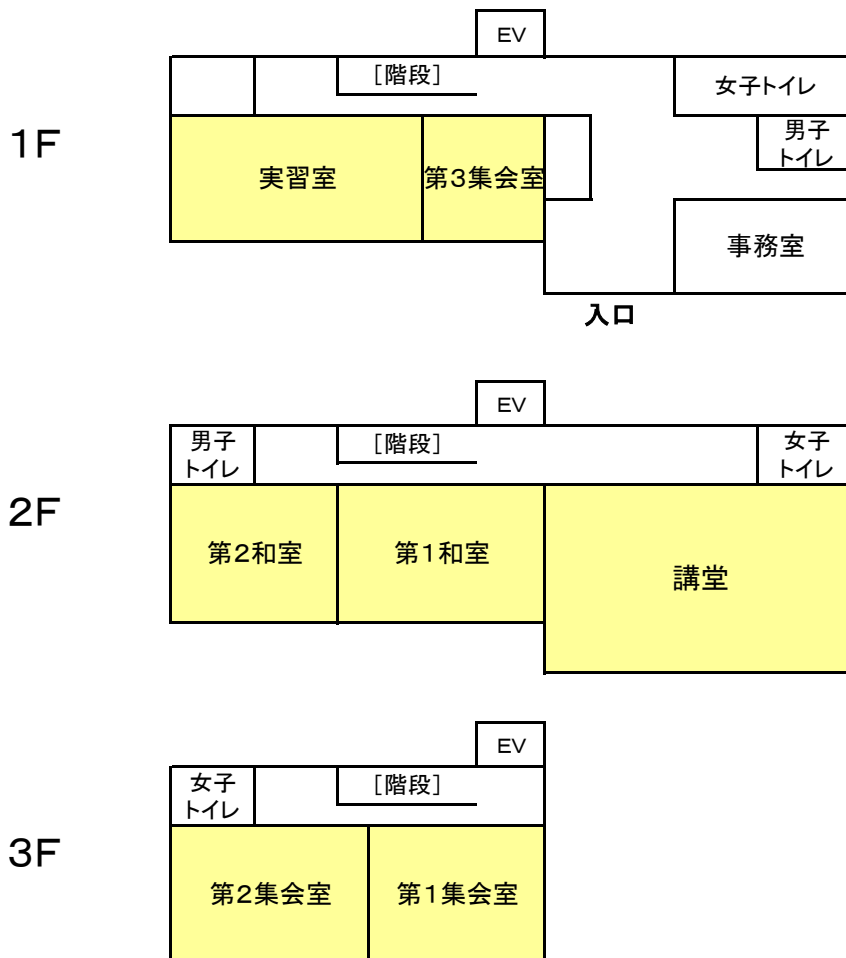 EV
[階段]
女子トイレ
1F
男子
トイレ
実習室
第3集会室
事務室
入口
EV
男子
トイレ
[階段]
女子
トイレ
2F
第2和室
第1和室
講堂
EV
女子
トイレ
[階段]
3F
第2集会室
第1集会室